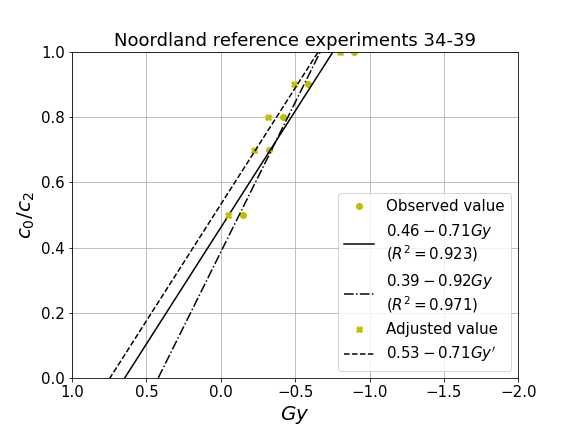 Noordland reference experiments 34-39
1.0
0.8
0.6
0.4
0.2
0.0
c₀/c₂
Observed value
0.46 − 0.71Gy
(R² = 0.923)
0.39 − 0.92Gy
(R² = 0.971)
Adjusted value
0.53 − 0.71Gy′
1.0 0.5 0.0 −0.5 −1.0 −1.5 −2.0
Gy